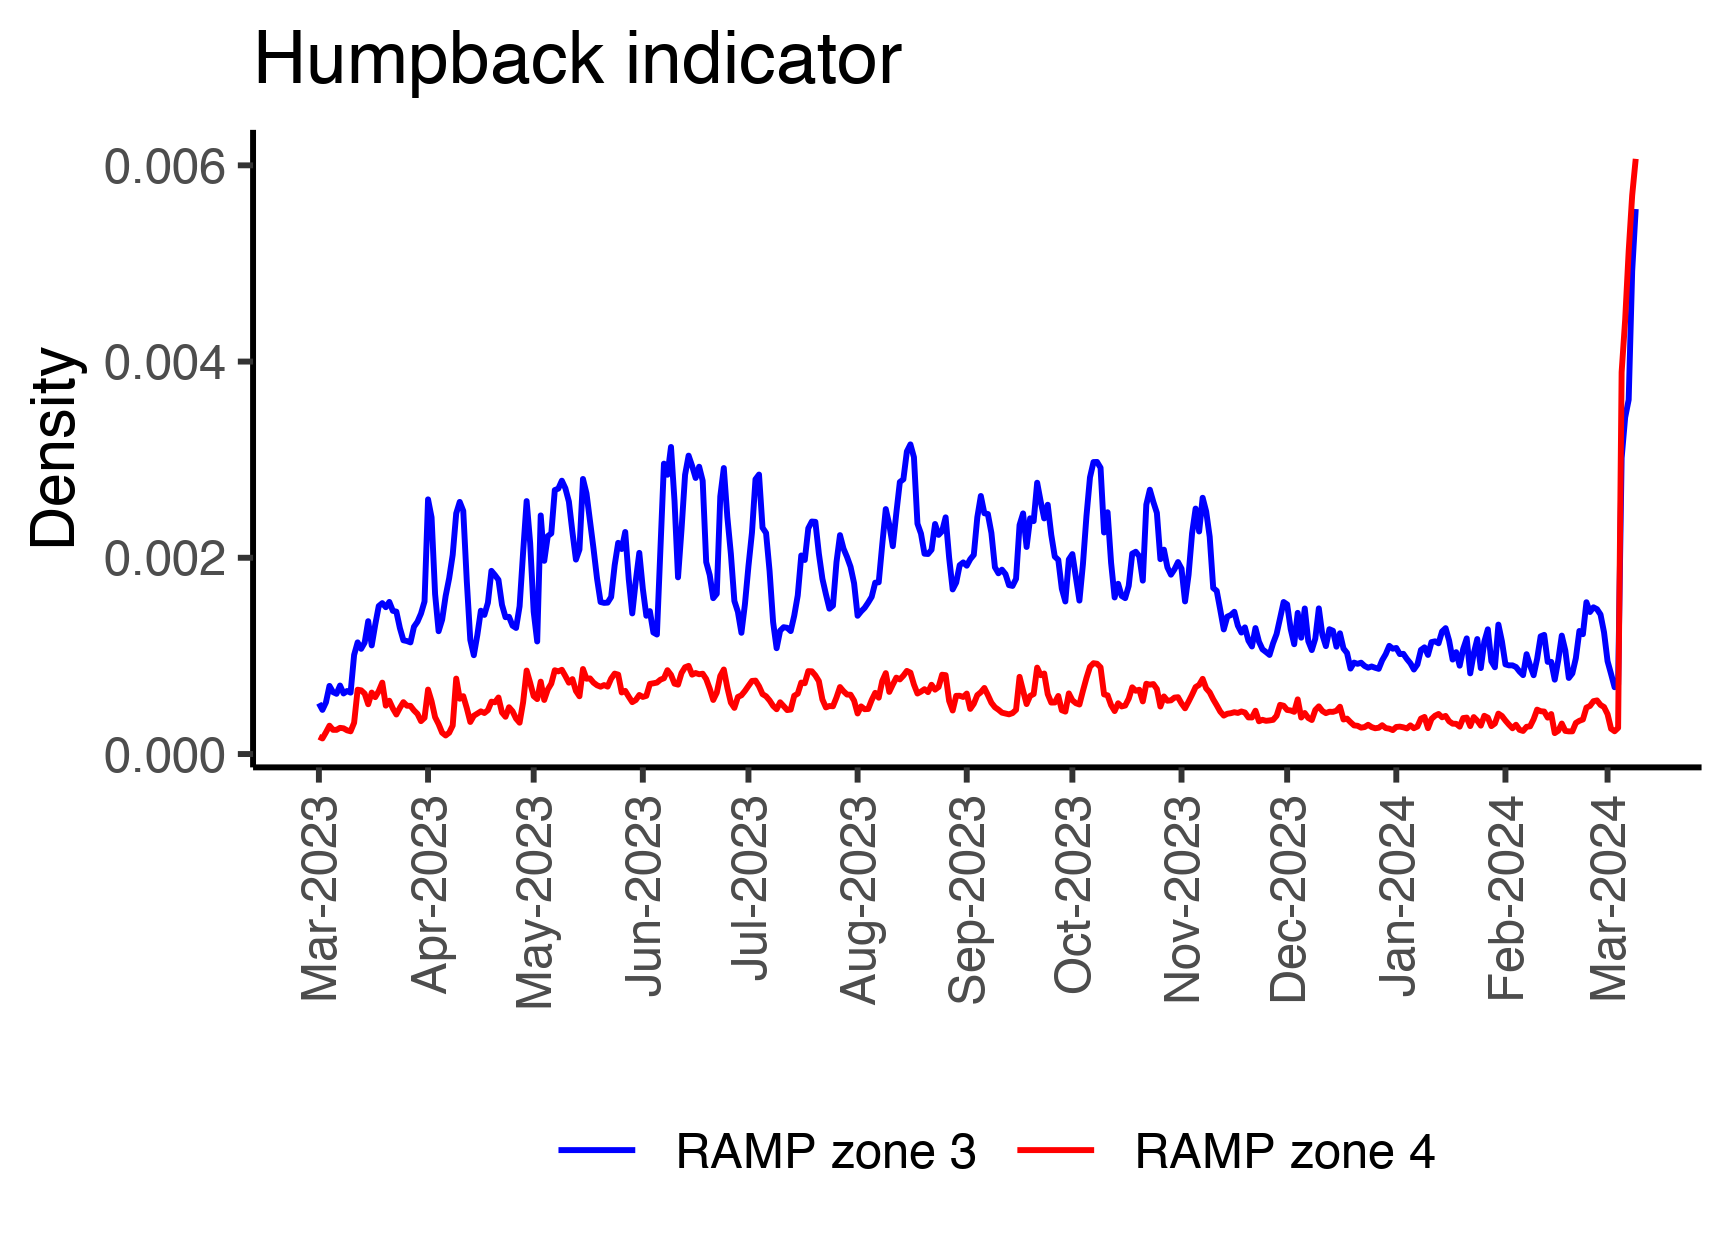 Humpback indicator
Density
0.006
0.004
0.002
0.000
Mar-2023
Apr-2023
May-2023
Jun-2023
Jul-2023
Aug-2023
Sep-2023
Oct-2023
Nov-2023
Dec-2023
Jan-2024
Feb-2024
Mar-2024
RAMP zone 3
RAMP zone 4